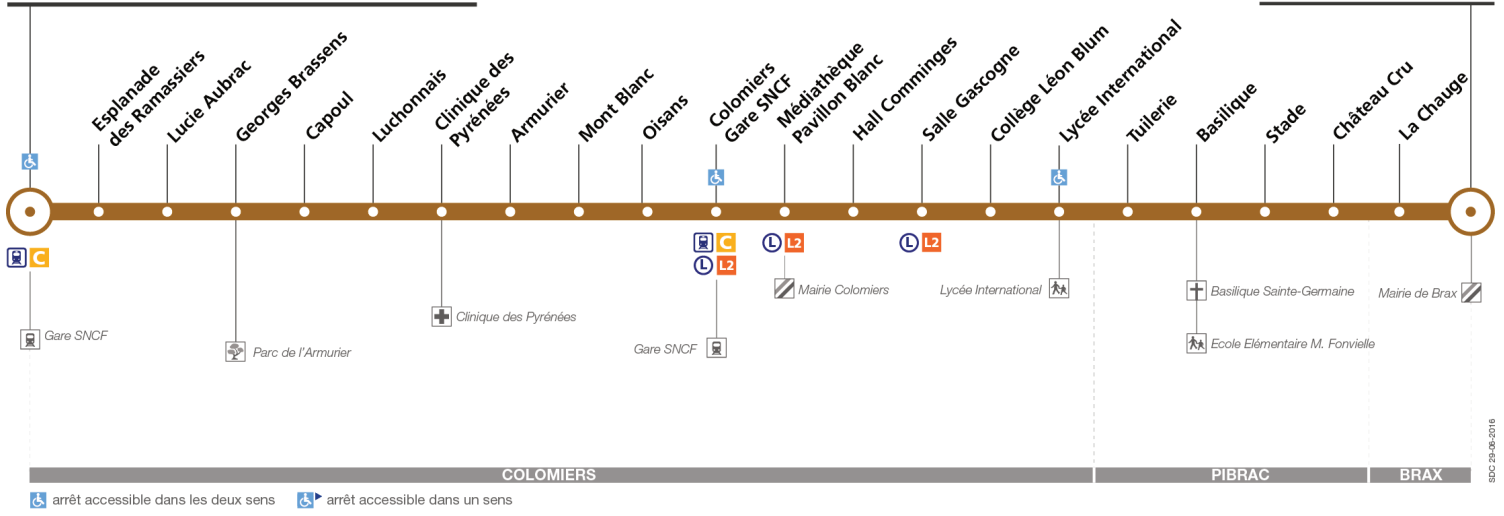 Esplanade
des Ramassiers
Lucie Aubrac
Georges Brassens
Capoul
Luchonnais
Clinique des
Pyrénées
Armurier
Mont Blanc
Oisans
Colomiers
Gare SNCF
Médiathèque
Pavillon Blanc
Hall Comminges
Salle Gascogne
Collège Léon Blum
Lycée International
Tuilerie
Basilique
Stade
Château Cru
La Chauge
C
C
L L2
L L2
L L2
Gare SNCF
Parc de l'Armurier
Clinique des Pyrénées
Gare SNCF
Mairie Colomiers
Lycée International
Basilique Sainte-Germaine
Ecole Elémentaire M. Fonvielle
Mairie de Brax
COLOMIERS
PIBRAC
BRAX
arrêt accessible dans les deux sens
arrêt accessible dans un sens
SDC 29-06-2016